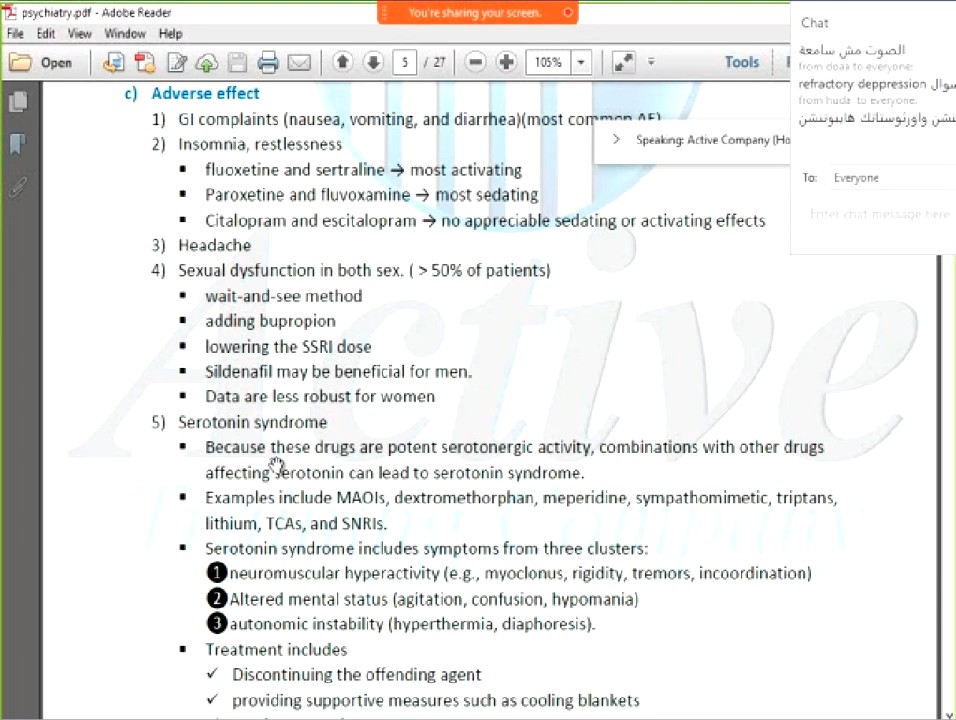 psychiatry.pdf - Adobe Reader
You're sharing your screen.
File Edit View Window Help
Open 5 / 27 105% Tools
Chat
الصوت مش سامعة
from doaa to everyone:
refractory deppression سوال
from huda to everyone:
واورثوستاتك هايبوتيشن
Speaking: Active Company (Ho
To: Everyone
Enter chat message here
c) Adverse effect
1) GI complaints (nausea, vomiting, and diarrhea)(most common AE)
2) Insomnia, restlessness
▪ fluoxetine and sertraline → most activating
▪ Paroxetine and fluvoxamine → most sedating
▪ Citalopram and escitalopram → no appreciable sedating or activating effects
3) Headache
4) Sexual dysfunction in both sex. ( > 50% of patients)
▪ wait-and-see method
▪ adding bupropion
▪ lowering the SSRI dose
▪ Sildenafil may be beneficial for men.
▪ Data are less robust for women
5) Serotonin syndrome
▪ Because these drugs are potent serotonergic activity, combinations with other drugs
affecting serotonin can lead to serotonin syndrome.
▪ Examples include MAOIs, dextromethorphan, meperidine, sympathomimetic, triptans,
lithium, TCAs, and SNRIs.
▪ Serotonin syndrome includes symptoms from three clusters:
❶ neuromuscular hyperactivity (e.g., myoclonus, rigidity, tremors, incoordination)
❷ Altered mental status (agitation, confusion, hypomania)
❸ autonomic instability (hyperthermia, diaphoresis).
▪ Treatment includes
✓ Discontinuing the offending agent
✓ providing supportive measures such as cooling blankets
Active